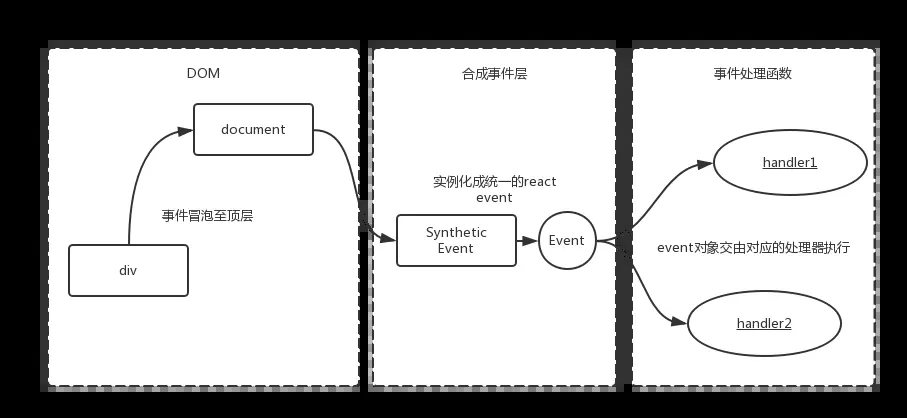 DOM
document
事件冒泡至顶层
div
合成事件层
实例化成统一的react
event
Synthetic
Event
Event
事件处理函数
handler1
event对象交由对应的处理器执行
handler2